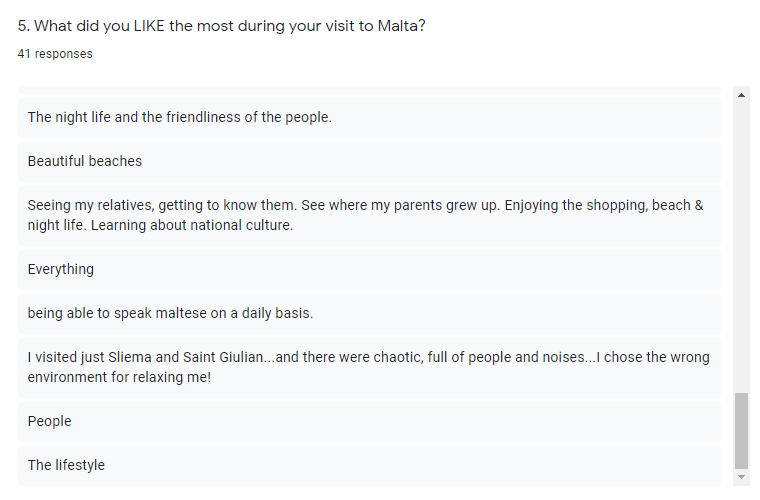 5. What did you LIKE the most during your visit to Malta?
41 responses
The night life and the friendliness of the people.
Beautiful beaches
Seeing my relatives, getting to know them. See where my parents grew up. Enjoying the shopping, beach &
night life. Learning about national culture.
Everything
being able to speak maltese on a daily basis.
I visited just Sliema and Saint Giulian...and there were chaotic, full of people and noises...I chose the wrong
environment for relaxing me!
People
The lifestyle